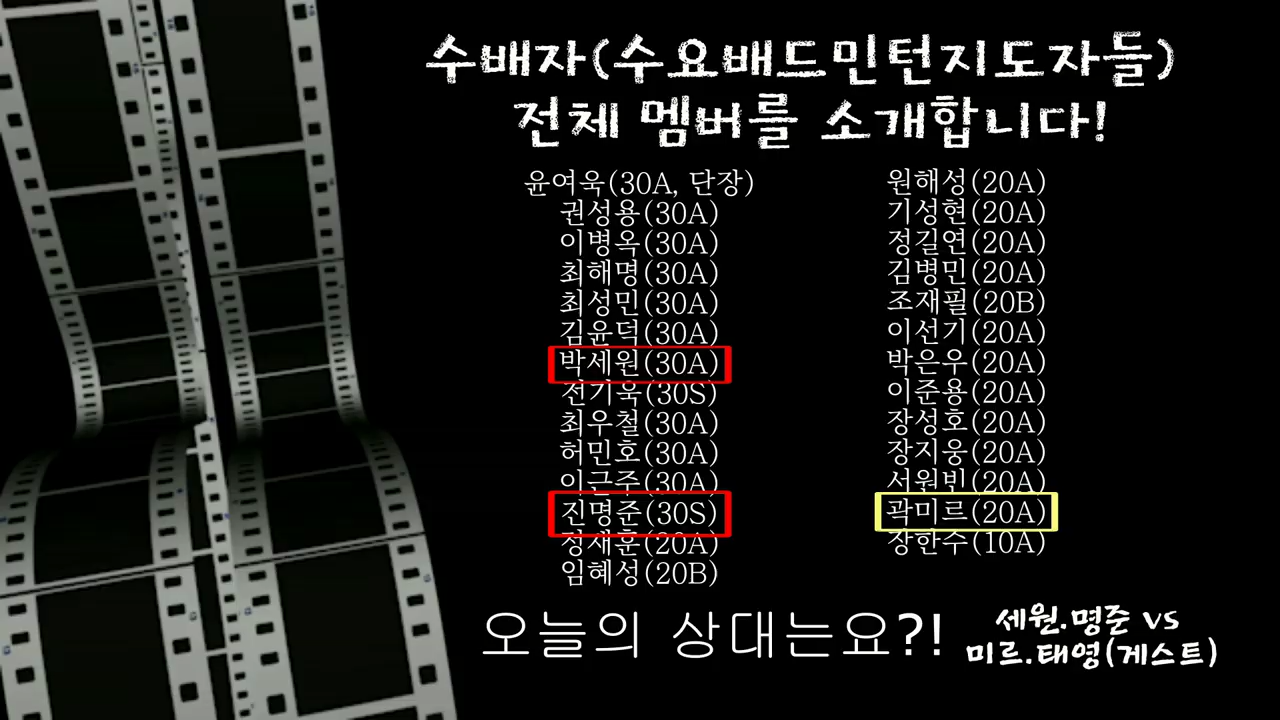 수배자(수요배드민턴지도자들)
전체 멤버를 소개합니다!
윤여욱(30A, 단장)
권성용(30A)
이병옥(30A)
최해명(30A)
최성민(30A)
김윤덕(30A)
박세원(30A)
전기욱(30S)
최우철(30A)
허민호(30A)
이근주(30A)
진명준(30S)
정재훈(20A)
임혜성(20B)
원해성(20A)
기성현(20A)
정길연(20A)
김병민(20A)
조재필(20B)
이선기(20A)
박은우(20A)
이준용(20A)
장성호(20A)
장지웅(20A)
서원빈(20A)
곽미르(20A)
장한수(10A)
오늘의 상대는요?!
세원.명준 vs
미르.태영(게스트)